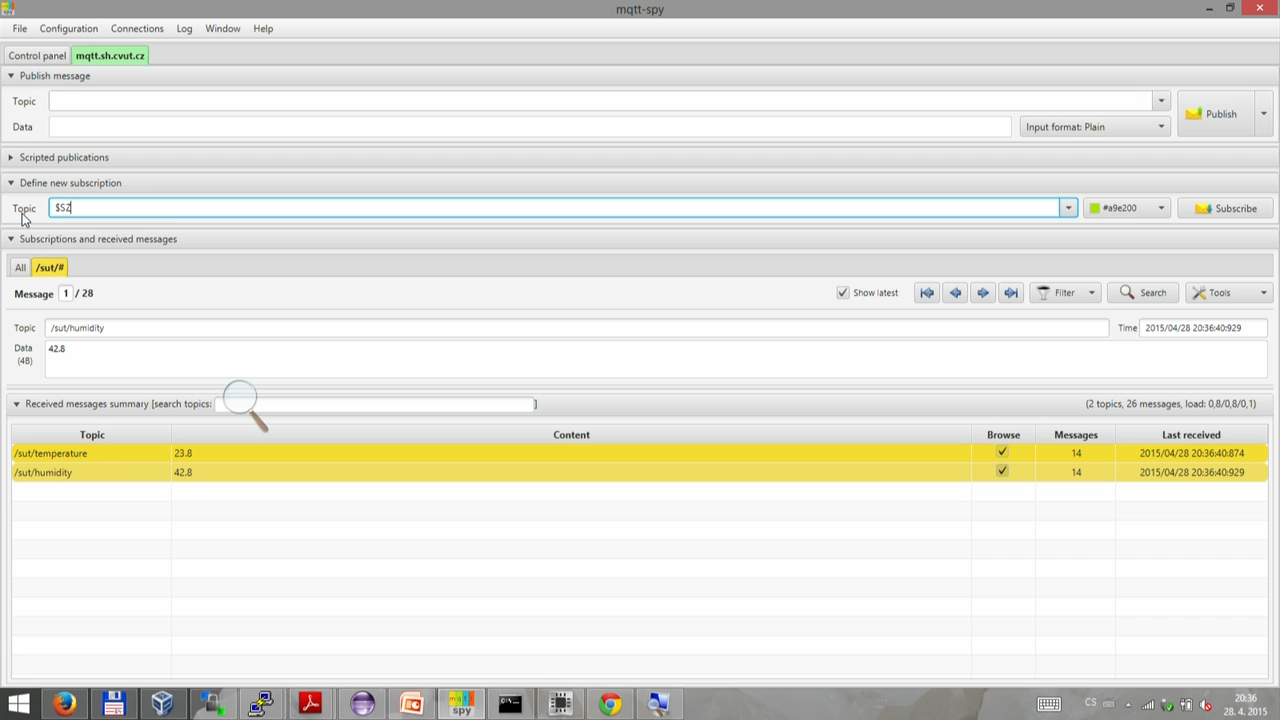 mqtt-spy
File Configuration Connections Log Window Help
Control panel mqtt.sh.cvut.cz
Publish message
Topic
Data Input format: Plain Publish
Scripted publications
Define new subscription
Topic $SZ #a9e200 Subscribe
Subscriptions and received messages
All /sut/#
Message 1 / 28 Show latest Filter Search Tools
Topic /sut/humidity Time 2015/04/28 20:36:40:929
Data 42.8
(4B)
Received messages summary [search topics: ] (2 topics, 26 messages, load: 0,8/0,8/0,1)
Topic Content Browse Messages Last received
/sut/temperature 23.8 14 2015/04/28 20:36:40:874
/sut/humidity 42.8 14 2015/04/28 20:36:40:929
mqtt
spy
CS
20:36
28. 4. 2015